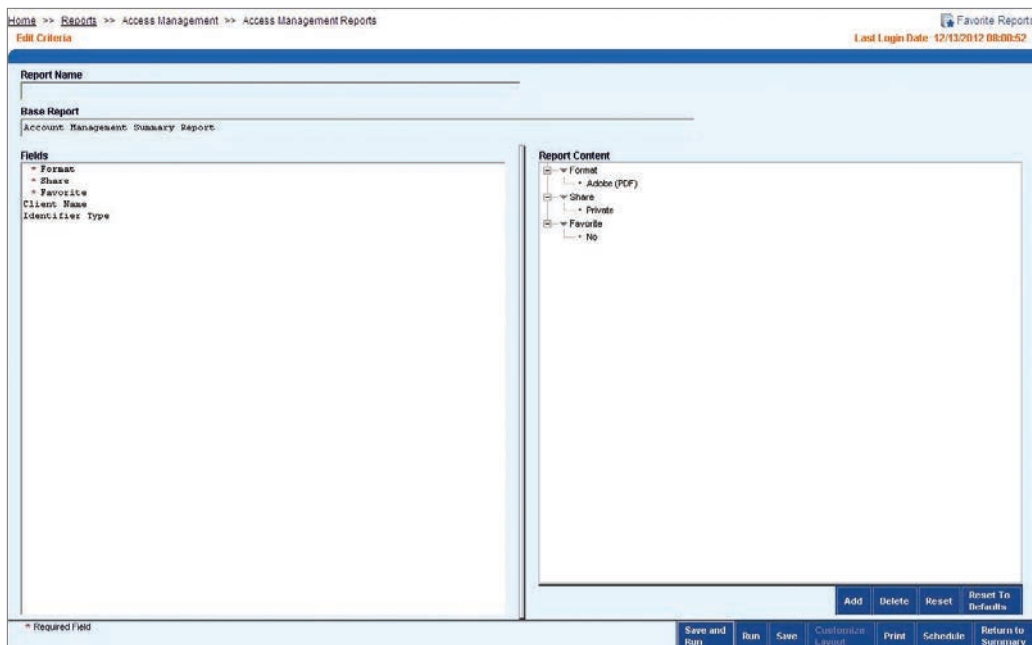 Home >> Reports >> Access Management >> Access Management Reports
Favorite Reports
Edit Criteria
Last Login Date 12/13/2012 08:00:52
Report Name
Base Report
Account Management Summary Report
Fields
* Format
* Share
* Favorite
Client Name
Identifier Type
Report Content
Format
Adobe (PDF)
Share
Private
Favorite
No
Add Delete Reset Reset To Defaults
* Required Field
Save and Run Run Save Customize Layout Print Schedule Return to Summary